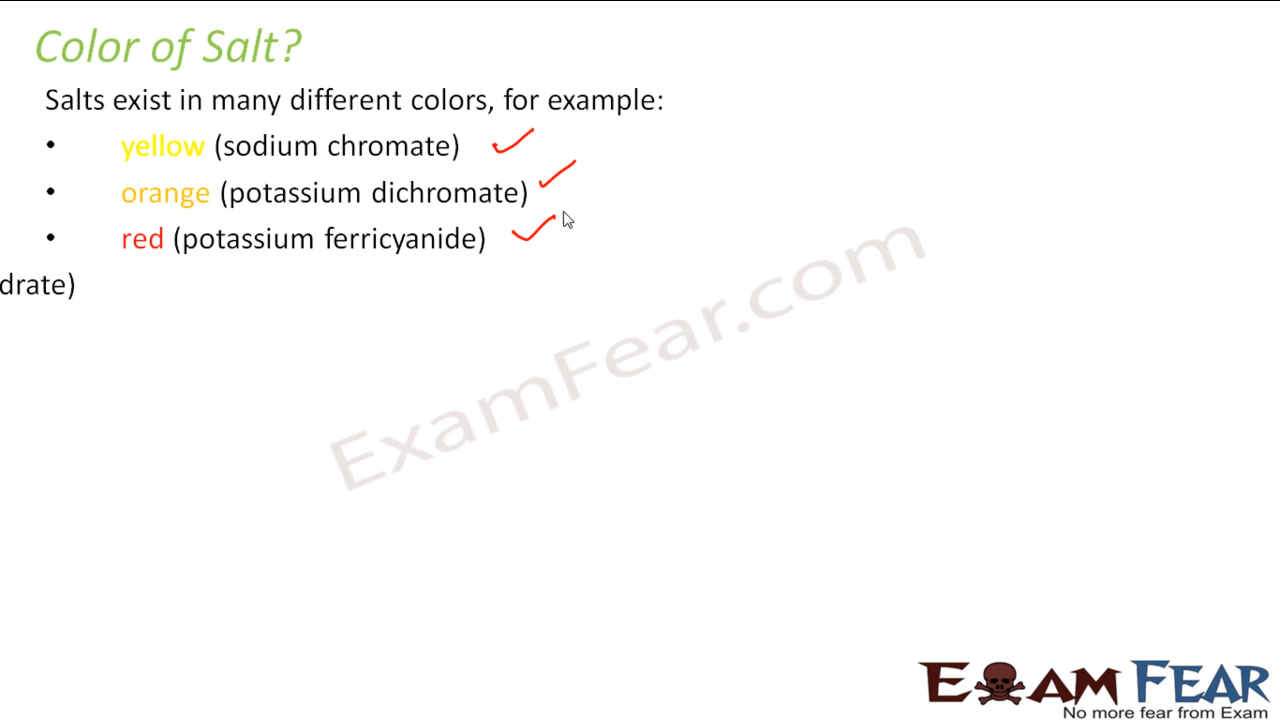 Color of Salt?
Salts exist in many different colors, for example:
• yellow (sodium chromate)
• orange (potassium dichromate)
• red (potassium ferricyanide)
drate)
ExamFear.com
EXAM FEAR
No more fear from Exam